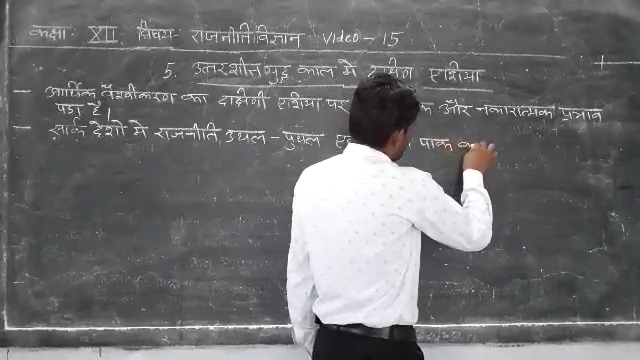 कक्षा XII विषय- राजनीति विज्ञान Video - 15
5. उत्तरशीत युद्ध काल मे दक्षिण एशिया
- आर्थिक वैश्वीकरण का दक्षिणी एशिया पर और नकारात्मक प्रभाव
पडा है।
- सार्क देशो मे राजनीति उथल - पुथल पाक